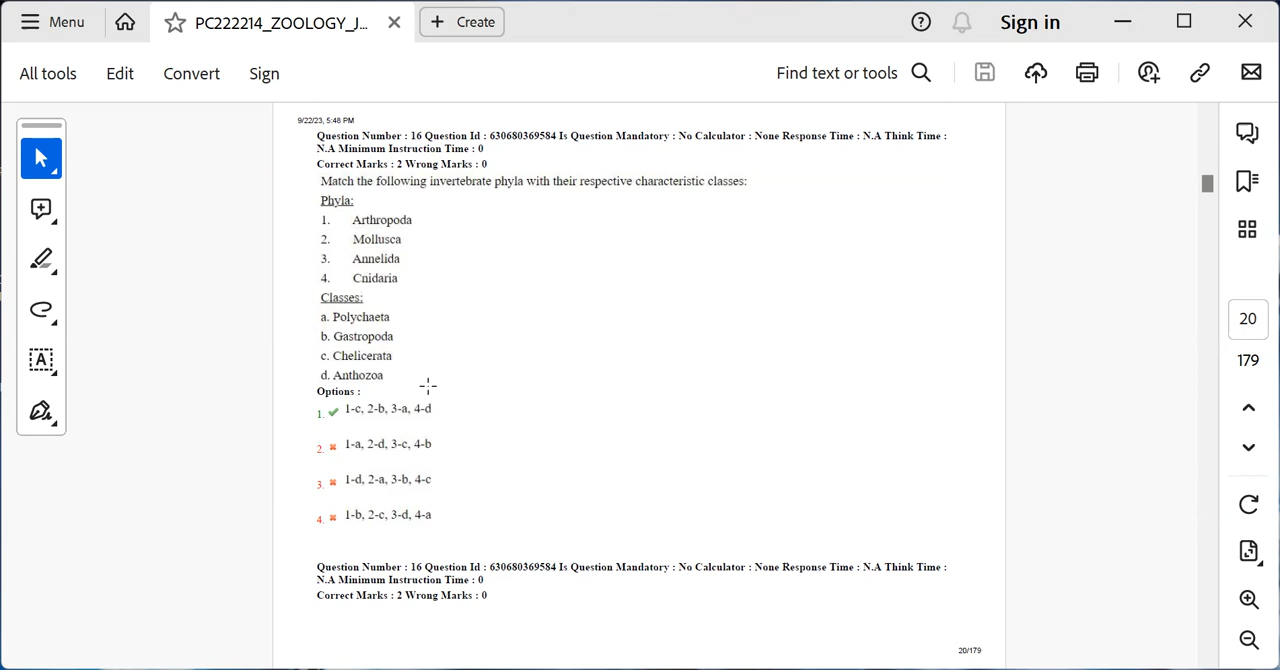 Menu
PC222214_ZOOLOGY_J...
Create
Sign in
All tools
Edit
Convert
Sign
Find text or tools
9/22/23, 5:48 PM
Question Number : 16 Question Id : 630680369584 Is Question Mandatory : No Calculator : None Response Time : N.A Think Time :
N.A Minimum Instruction Time : 0
Correct Marks : 2 Wrong Marks : 0
Match the following invertebrate phyla with their respective characteristic classes:
Phyla:
1. Arthropoda
2. Mollusca
3. Annelida
4. Cnidaria
Classes:
a. Polychaeta
b. Gastropoda
c. Chelicerata
d. Anthozoa
Options :
1. 1-c, 2-b, 3-a, 4-d
2. 1-a, 2-d, 3-c, 4-b
3. 1-d, 2-a, 3-b, 4-c
4. 1-b, 2-c, 3-d, 4-a
Question Number : 16 Question Id : 630680369584 Is Question Mandatory : No Calculator : None Response Time : N.A Think Time :
N.A Minimum Instruction Time : 0
Correct Marks : 2 Wrong Marks : 0
20/179
20
179